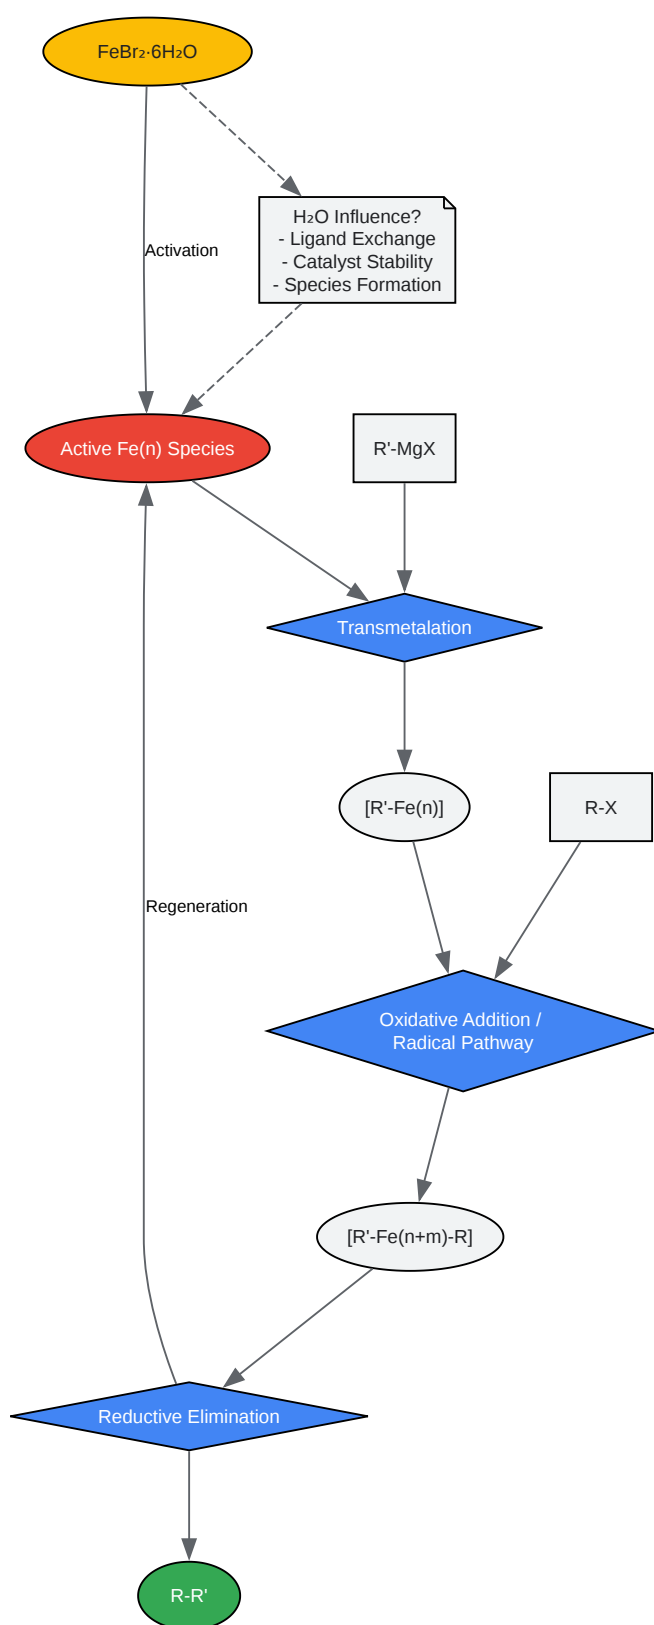 FeBr₂·6H₂O
H₂O Influence?
- Ligand Exchange
- Catalyst Stability
- Species Formation
Activation
Active Fe(n) Species
R'-MgX
Transmetalation
[R'-Fe(n)]
R-X
Regeneration
Oxidative Addition /
Radical Pathway
[R'-Fe(n+m)-R]
Reductive Elimination
R-R'